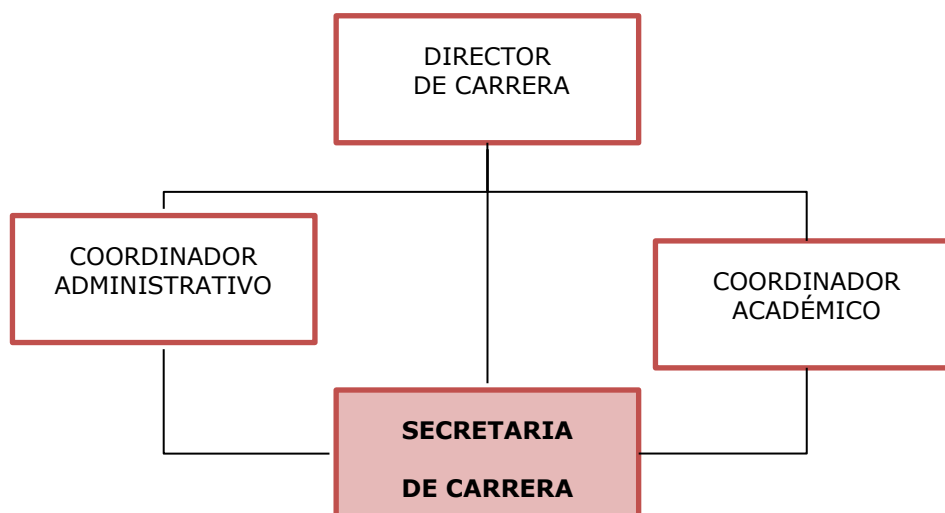 DIRECTOR
DE CARRERA
COORDINADOR
ADMINISTRATIVO
COORDINADOR
ACADÉMICO
SECRETARIA
DE CARRERA